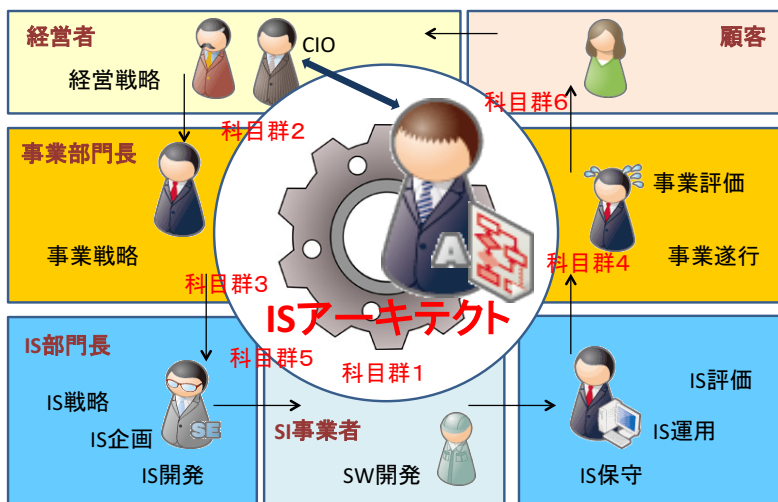 経営者
CIO
顧客
経営戦略
科目群6
科目群2
事業部門長
事業評価
事業戦略
A
科目群4
事業遂行
科目群3
ISアーキテクト
IS部門長
科目群5
科目群1
IS戦略
IS評価
SE
IS企画
SI事業者
IS運用
IS開発
SW開発
IS保守